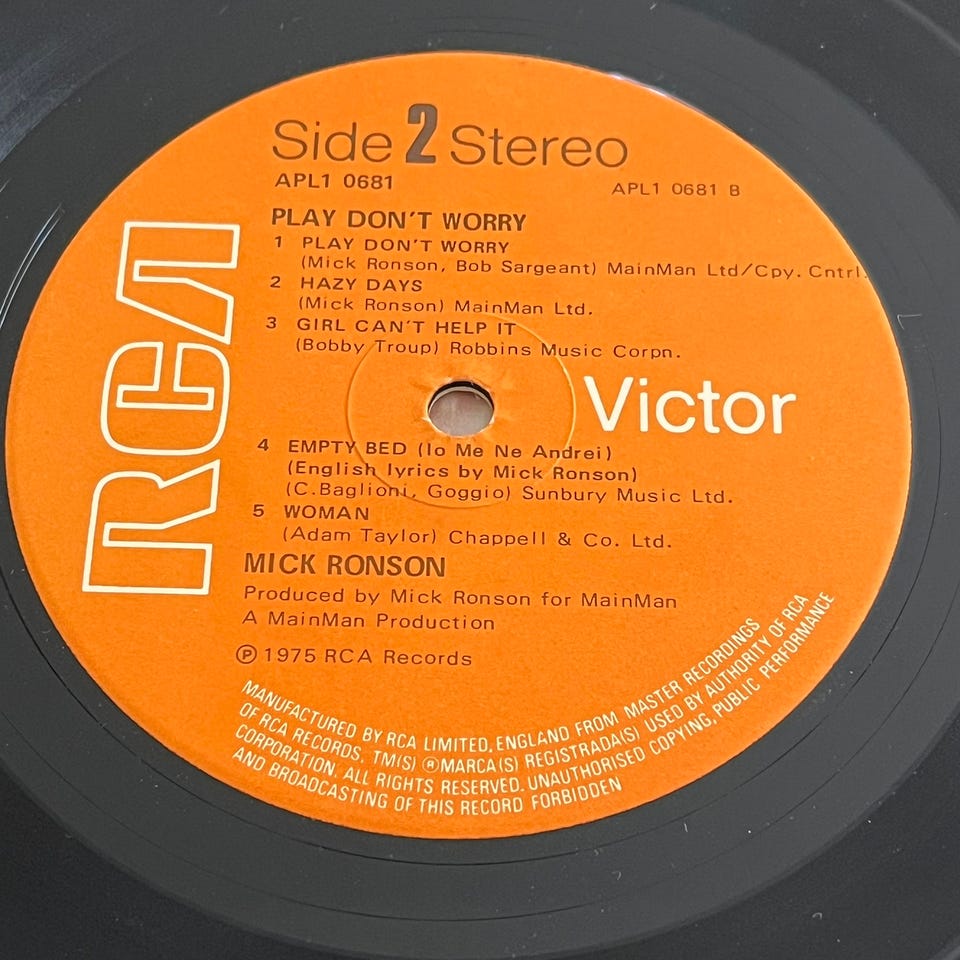 Side 2 Stereo
APL1 0681
APL1 0681 B
PLAY DON'T WORRY
1 PLAY DON'T WORRY
(Mick Ronson, Bob Sargeant) MainMan Ltd/Cpy. Cntrl.
2 HAZY DAYS
(Mick Ronson) MainMan Ltd.
3 GIRL CAN'T HELP IT
(Bobby Troup) Robbins Music Corpn.
RCA
Victor
4 EMPTY BED (Io Me Ne Andrei)
(English lyrics by Mick Ronson)
(C.Baglioni, Goggio) Sunbury Music Ltd.
5 WOMAN
(Adam Taylor) Chappell & Co. Ltd.
MICK RONSON
Produced by Mick Ronson for MainMan
A MainMan Production
℗ 1975 RCA Records
MANUFACTURED BY RCA LIMITED, ENGLAND FROM MASTER RECORDINGS
OF RCA RECORDS, TM(S) ® MARCA(S) REGISTRADA(S) USED BY AUTHORITY OF RCA
CORPORATION. ALL RIGHTS RESERVED. UNAUTHORISED COPYING, PUBLIC PERFORMANCE
AND BROADCASTING OF THIS RECORD FORBIDDEN